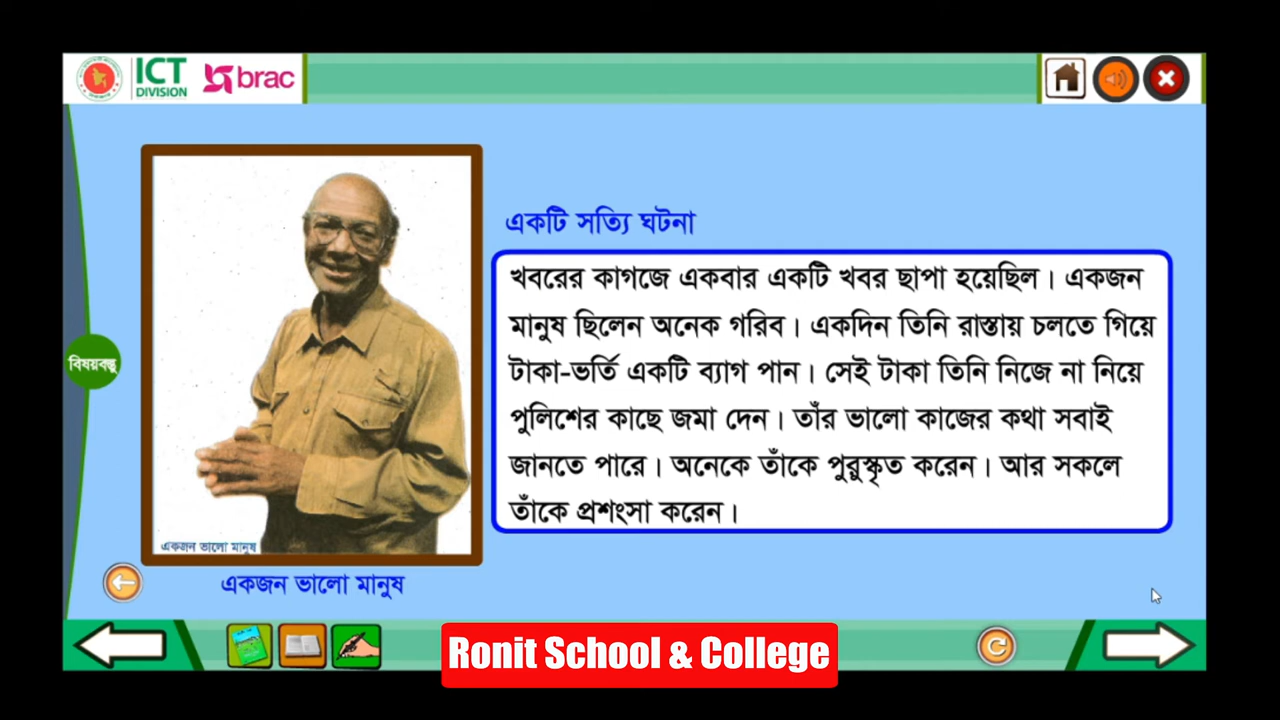 ICT
DIVISION
brac
একটি সত্যি ঘটনা
খবরের কাগজে একবার একটি খবর ছাপা হয়েছিল। একজন
মানুষ ছিলেন অনেক গরিব। একদিন তিনি রাস্তায় চলতে গিয়ে
টাকা-ভর্তি একটি ব্যাগ পান। সেই টাকা তিনি নিজে না নিয়ে
পুলিশের কাছে জমা দেন। তাঁর ভালো কাজের কথা সবাই
জানতে পারে। অনেকে তাঁকে পুরুস্কৃত করেন। আর সকলে
তাঁকে প্রশংসা করেন।
বিষয়বস্তু
একজন ভালো মানুষ
একজন ভালো মানুষ
Ronit School & College